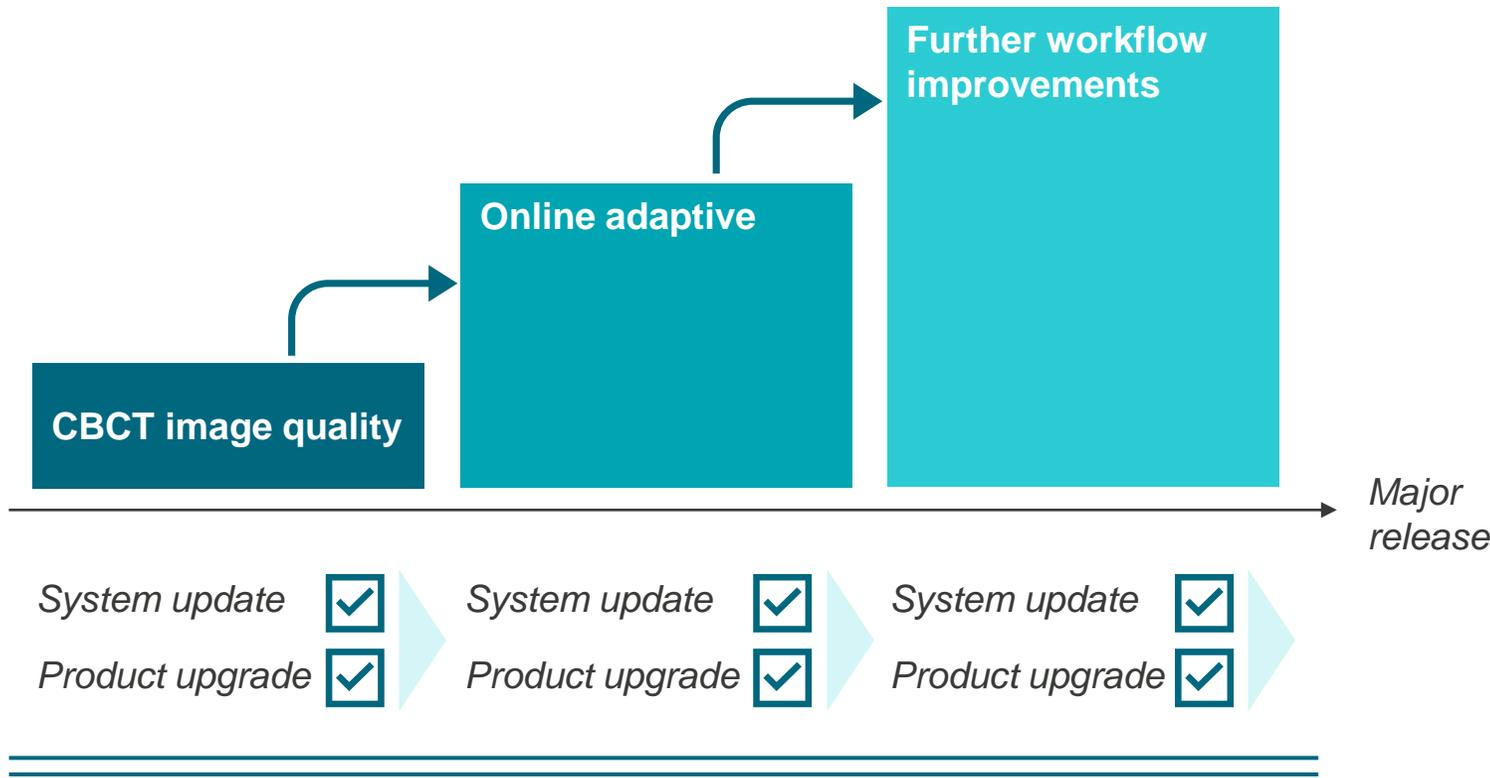 Further workflow
improvements
Online adaptive
CBCT image quality
Major
release
System update
System update
System update
Product upgrade
Product upgrade
Product upgrade